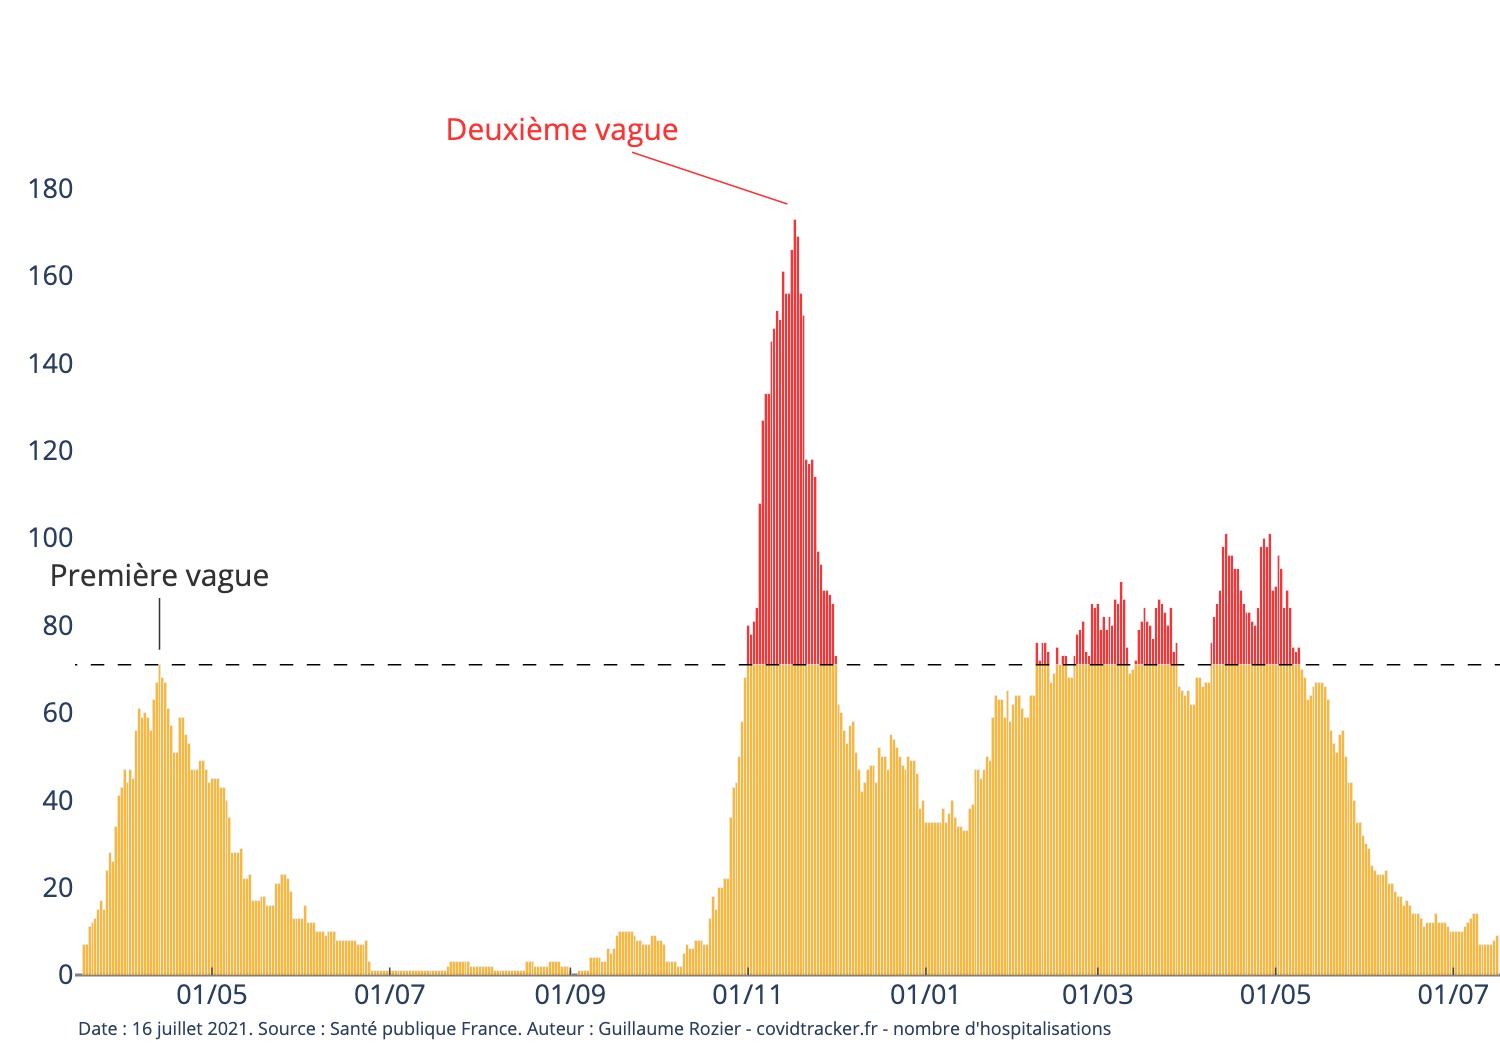 Deuxième vague
180
160
140
120
100
Première vague
80
60
40
20
0
01/05 01/07 01/09 01/11 01/01 01/03 01/05 01/07
Date : 16 juillet 2021. Source : Santé publique France. Auteur : Guillaume Rozier - covidtracker.fr - nombre d'hospitalisations